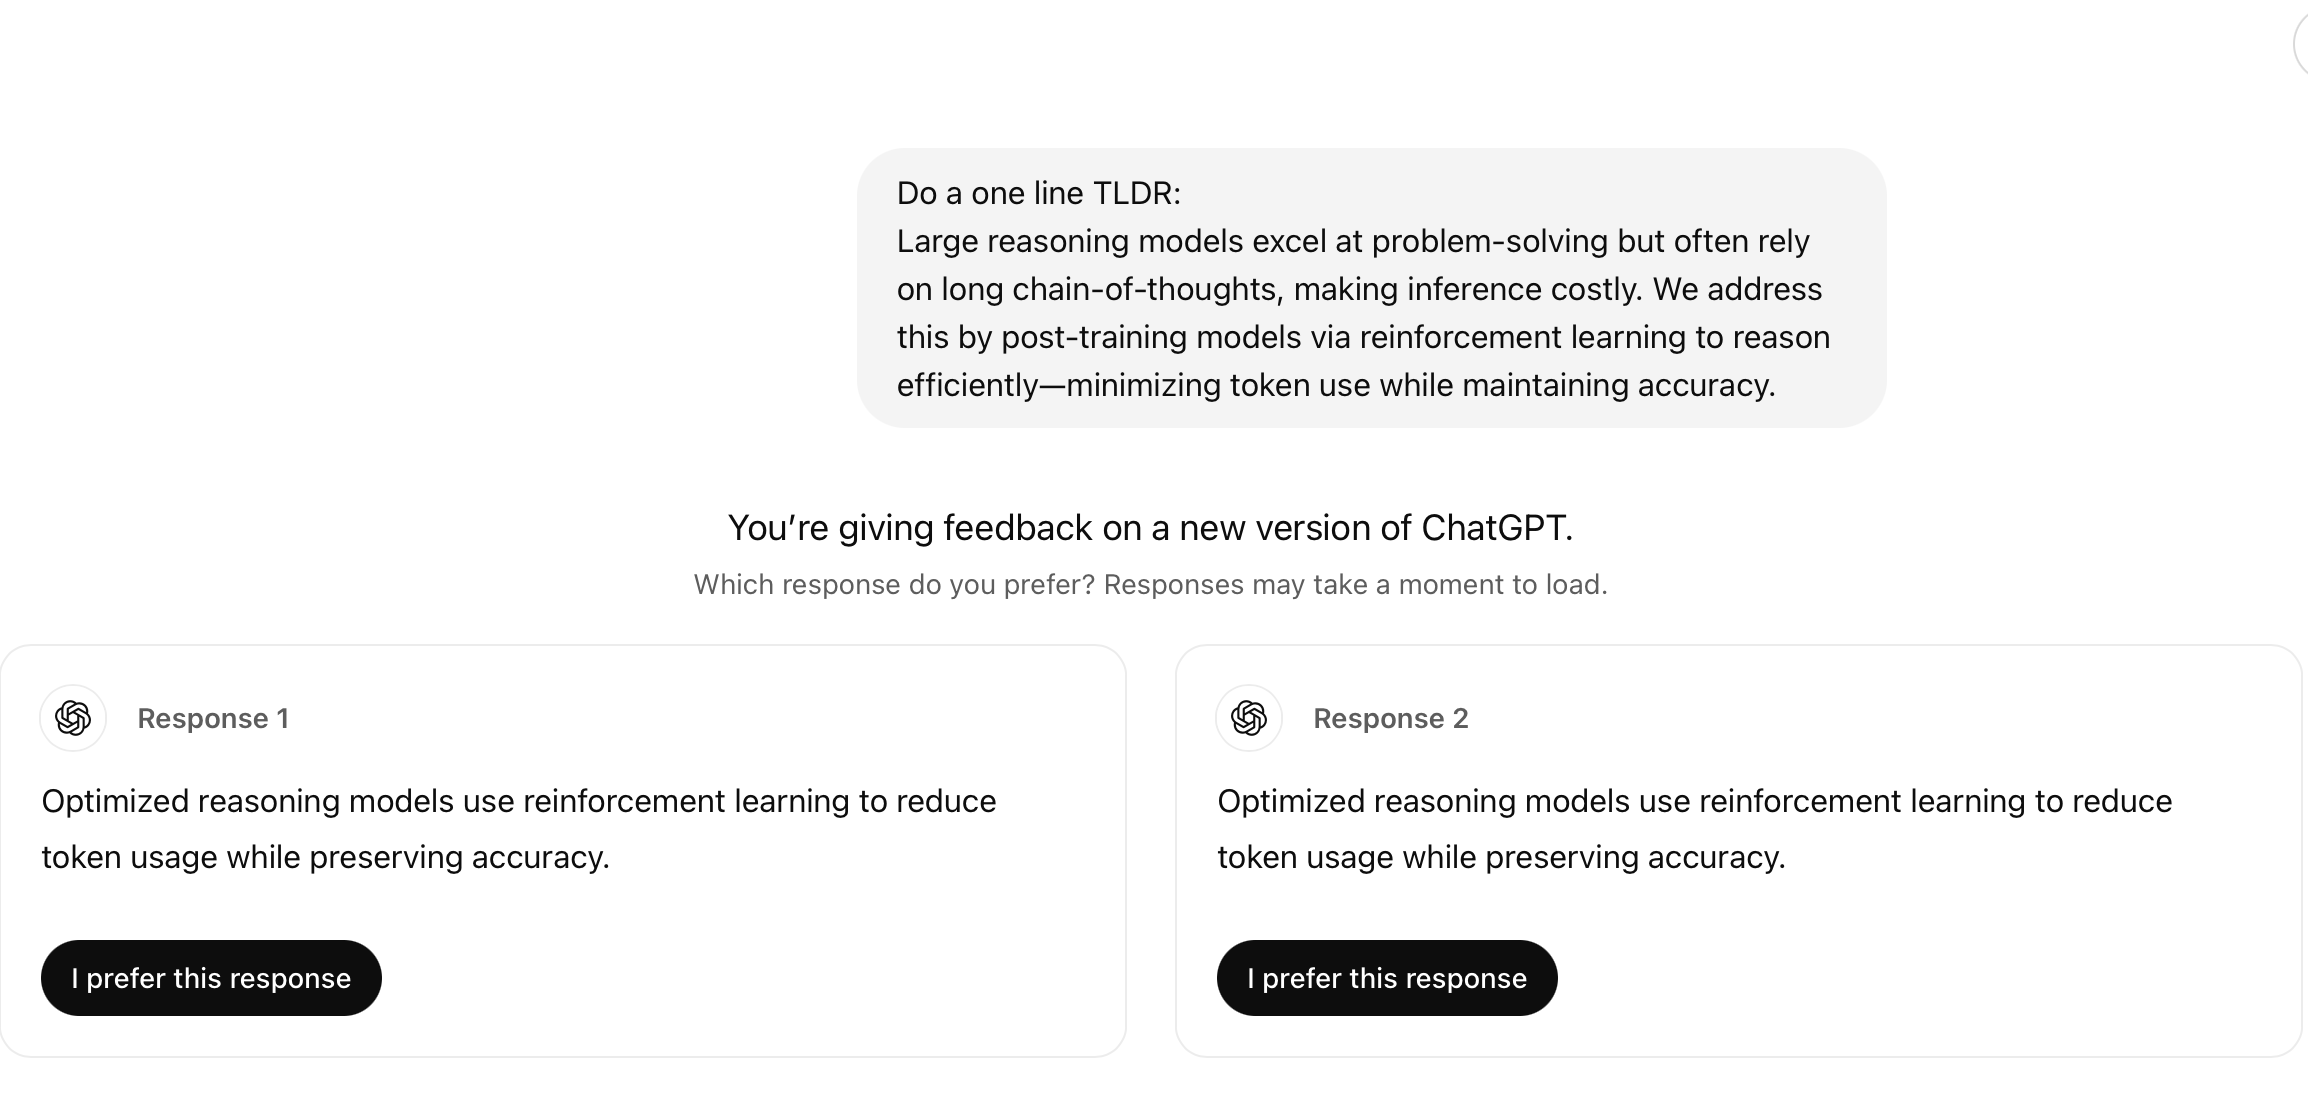 Do a one line TLDR:
Large reasoning models excel at problem-solving but often rely
on long chain-of-thoughts, making inference costly. We address
this by post-training models via reinforcement learning to reason
efficiently—minimizing token use while maintaining accuracy.
You’re giving feedback on a new version of ChatGPT.
Which response do you prefer? Responses may take a moment to load.
Response 1
Optimized reasoning models use reinforcement learning to reduce
token usage while preserving accuracy.
I prefer this response
Response 2
Optimized reasoning models use reinforcement learning to reduce
token usage while preserving accuracy.
I prefer this response